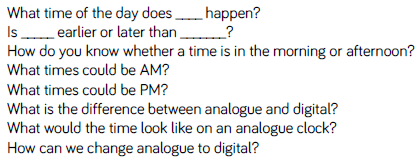 What time of the day does ____ happen?
Is _____ earlier or later than _______?
How do you know whether a time is in the morning or afternoon?
What times could be AM?
What times could be PM?
What is the difference between analogue and digital?
What would the time look like on an analogue clock?
How can we change analogue to digital?